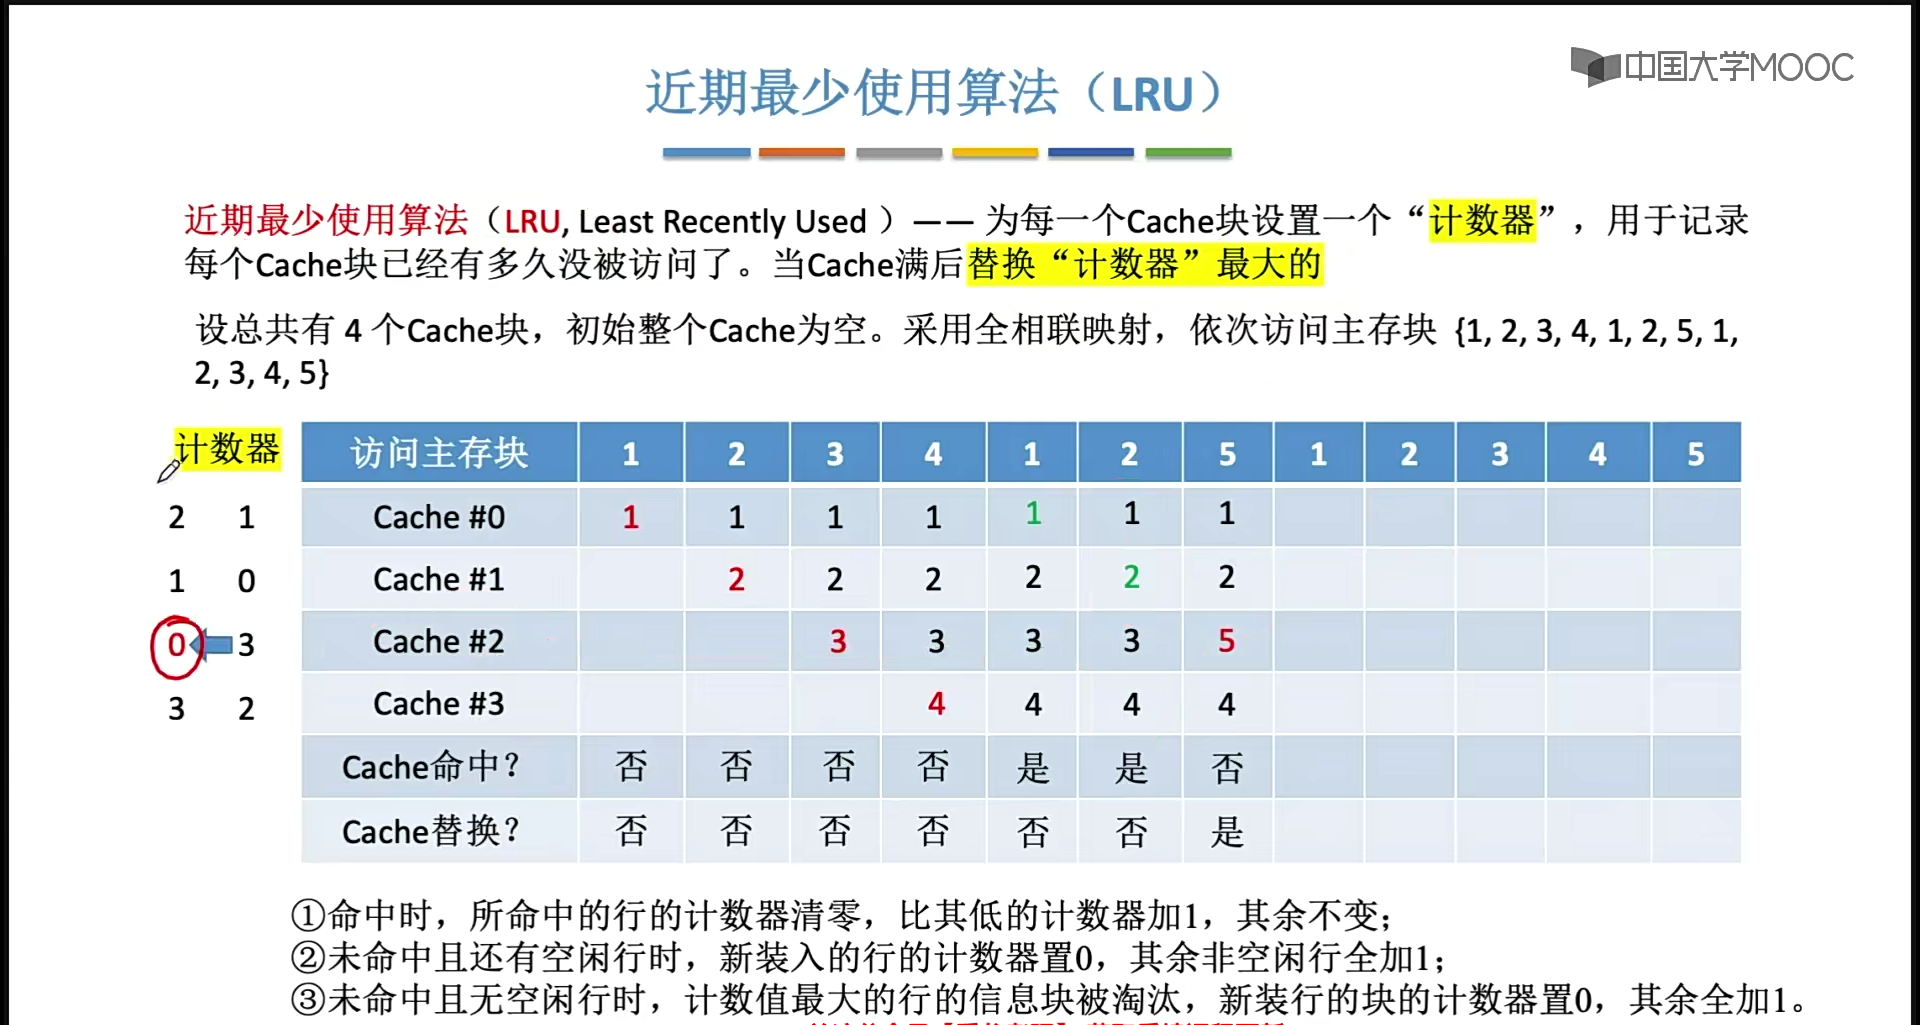 中国大学MOOC
近期最少使用算法（LRU）
近期最少使用算法（LRU, Least Recently Used ）—— 为每一个Cache块设置一个“计数器”，用于记录
每个Cache块已经有多久没被访问了。当Cache满后替换“计数器”最大的
设总共有 4 个Cache块，初始整个Cache为空。采用全相联映射，依次访问主存块 {1, 2, 3, 4, 1, 2, 5, 1,
2, 3, 4, 5}
计数器 访问主存块 1 2 3 4 1 2 5 1 2 3 4 5
2 1 Cache #0 1 1 1 1 1 1 1
1 0 Cache #1 2 2 2 2 2 2
0 3 Cache #2 3 3 3 3 5
3 2 Cache #3 4 4 4 4
Cache命中？ 否 否 否 否 是 是 否
Cache替换？ 否 否 否 否 否 否 是
①命中时，所命中的行的计数器清零，比其低的计数器加1，其余不变；
②未命中且还有空闲行时，新装入的行的计数器置0，其余非空闲行全加1；
③未命中且无空闲行时，计数值最大的行的信息块被淘汰，新装行的块的计数器置0，其余全加1。